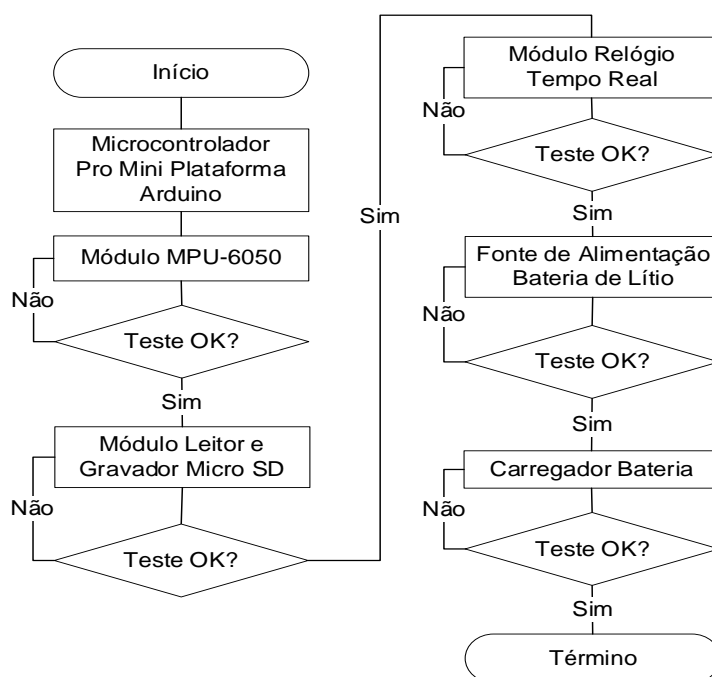 Início
Microcontrolador
Pro Mini Plataforma
Arduino
Módulo MPU-6050
Não
Teste OK?
Sim
Módulo Leitor e
Gravador Micro SD
Não
Teste OK?
Sim
Módulo Relógio
Tempo Real
Não
Teste OK?
Sim
Fonte de Alimentação
Bateria de Lítio
Não
Teste OK?
Sim
Carregador Bateria
Não
Teste OK?
Sim
Término